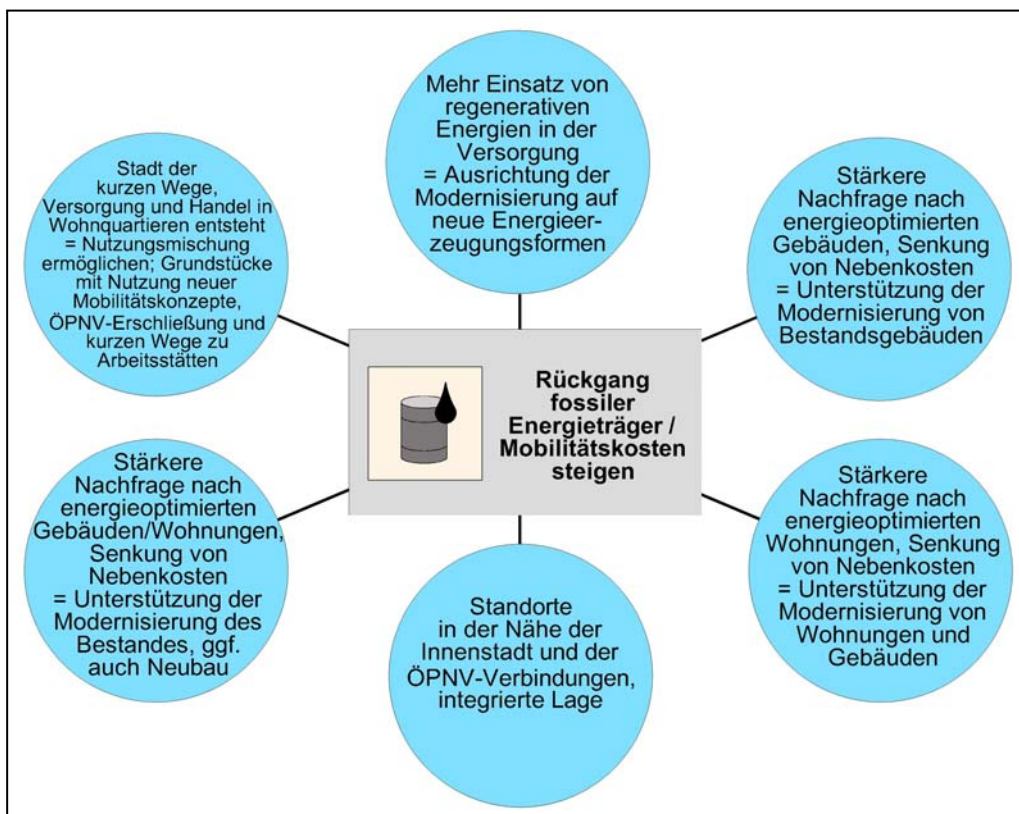 Mehr Einsatz von
regenerativen
Energien in der
Versorgung
= Ausrichtung der
Modernisierung auf
neue Energieer-
zeugungsformen
Stadt der
kurzen Wege,
Versorgung und Handel in
Wohnquartieren entsteht
= Nutzungsmischung
ermöglichen; Grundstücke
mit Nutzung neuer
Mobilitätskonzepte,
ÖPNV-Erschließung und
kurzen Wege zu
Arbeitsstätten
Stärkere
Nachfrage nach
energieoptimierten
Gebäuden, Senkung
von Nebenkosten
= Unterstützung der
Modernisierung von
Bestandsgebäuden
Rückgang
fossiler
Energieträger /
Mobilitätskosten
steigen
Stärkere
Nachfrage nach
energieoptimierten
Gebäuden/Wohnungen,
Senkung von
Nebenkosten
= Unterstützung der
Modernisierung des
Bestandes, ggf.
auch Neubau
Standorte
in der Nähe der
Innenstadt und der
ÖPNV-Verbindungen,
integrierte Lage
Stärkere
Nachfrage nach
energieoptimierten
Wohnungen, Senkung
von Nebenkosten
= Unterstützung der
Modernisierung von
Wohnungen und
Gebäuden